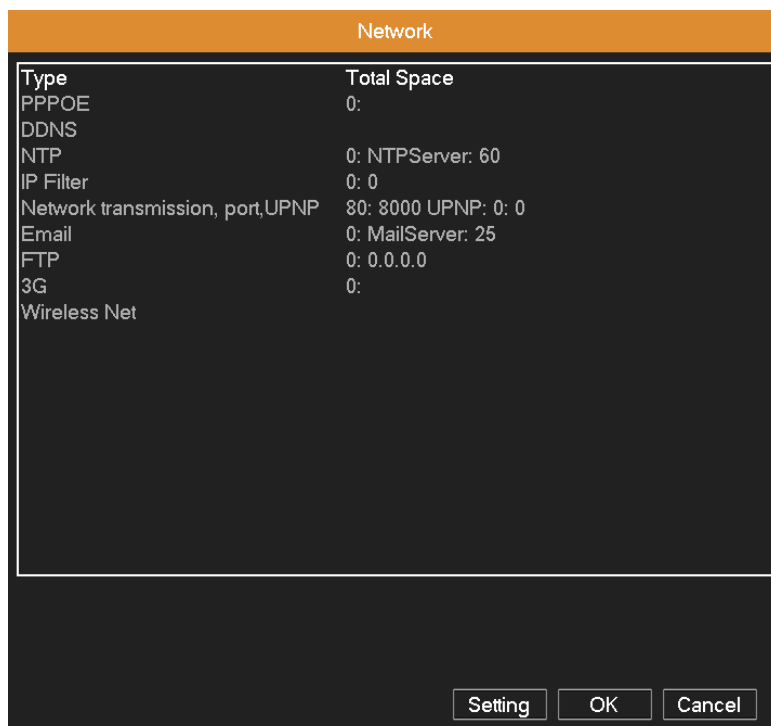 Network
Type Total Space
PPPOE 0:
DDNS
NTP 0: NTPServer: 60
IP Filter 0: 0
Network transmission, port,UPNP 80: 8000 UPNP: 0: 0
Email 0: MailServer: 25
FTP 0: 0.0.0.0
3G 0:
Wireless Net
Setting OK Cancel